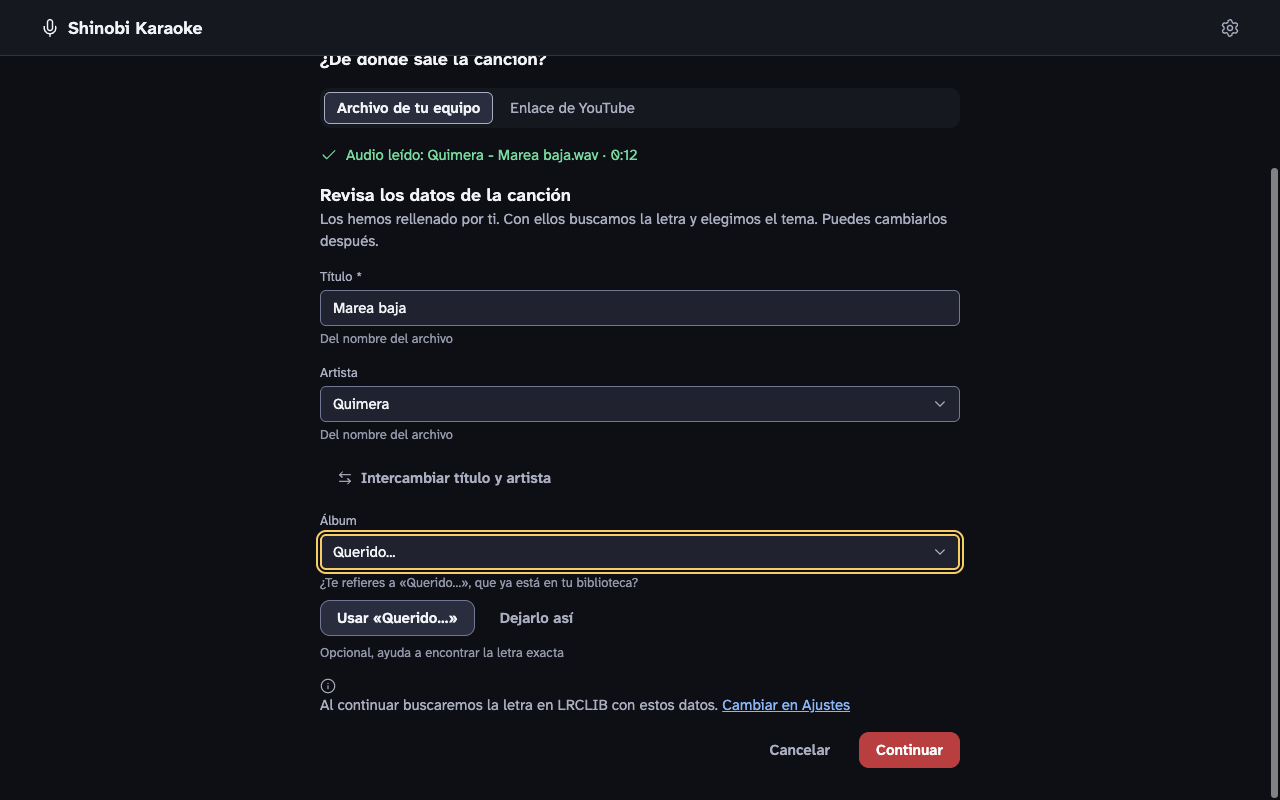 Shinobi Karaoke
¿De dónde sale la canción?
Archivo de tu equipo
Enlace de YouTube
Audio leído: Quimera - Marea baja.wav · 0:12
Revisa los datos de la canción
Los hemos rellenado por ti. Con ellos buscamos la letra y elegimos el tema. Puedes cambiarlos
después.
Título *
Marea baja
Del nombre del archivo
Artista
Quimera
Del nombre del archivo
Intercambiar título y artista
Álbum
Querido...
¿Te refieres a «Querido...», que ya está en tu biblioteca?
Usar «Querido...»
Dejarlo así
Opcional, ayuda a encontrar la letra exacta
Al continuar buscaremos la letra en LRCLIB con estos datos. Cambiar en Ajustes
Cancelar
Continuar